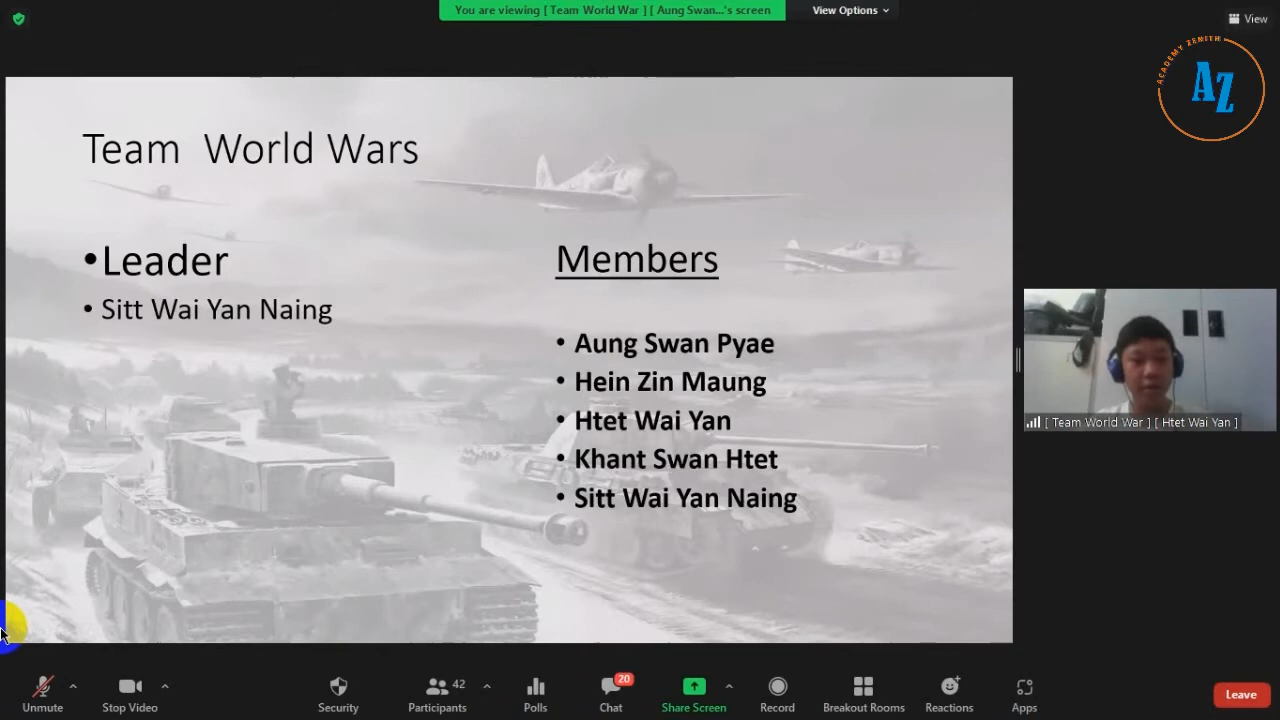 You are viewing [ Team World War ] [ Aung Swan...'s screen
View Options
View
ACADEMY ZENITH
AZ
Team World Wars
•Leader
• Sitt Wai Yan Naing
Members
• Aung Swan Pyae
• Hein Zin Maung
• Htet Wai Yan
• Khant Swan Htet
• Sitt Wai Yan Naing
[ Team World War ] [ Htet Wai Yan ]
Unmute
Stop Video
Security
Participants
42
Polls
Chat
20
Share Screen
Record
Breakout Rooms
Reactions
Apps
Leave